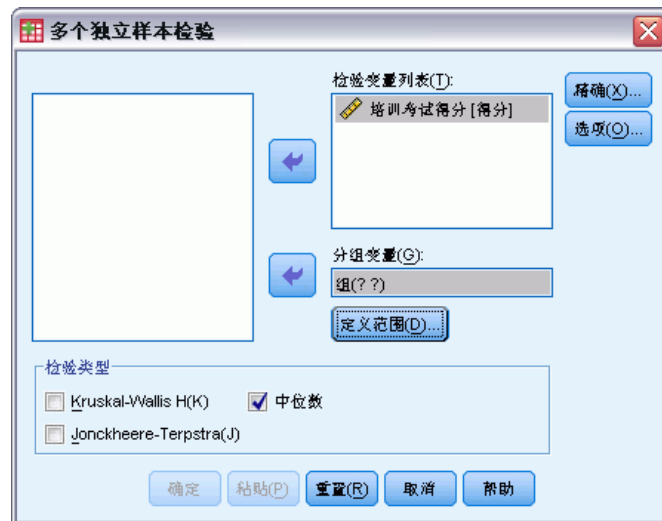 多个独立样本检验
检验变量列表(T):
培训考试得分 [得分]
精确(X)...
选项(O)...
分组变量(G):
组(? ?)
定义范围(D)...
检验类型
Kruskal-Wallis H(K)
中位数
Jonckheere-Terpstra(J)
确定
粘贴(P)
重置(R)
取消
帮助